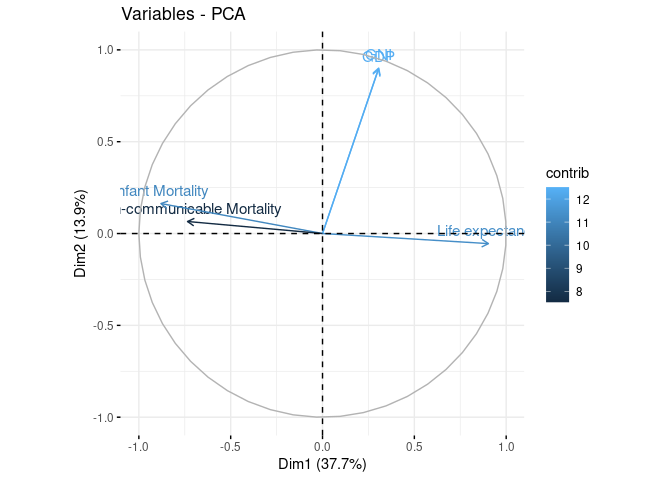 Variables - PCA
1.0
0.5
0.0
-0.5
-1.0
Dim2 (13.9%)
GDP
nfant Mortality
-communicable Mortality
Life expectan
-1.0 -0.5 0.0 0.5 1.0
Dim1 (37.7%)
contrib
12
11
10
9
8